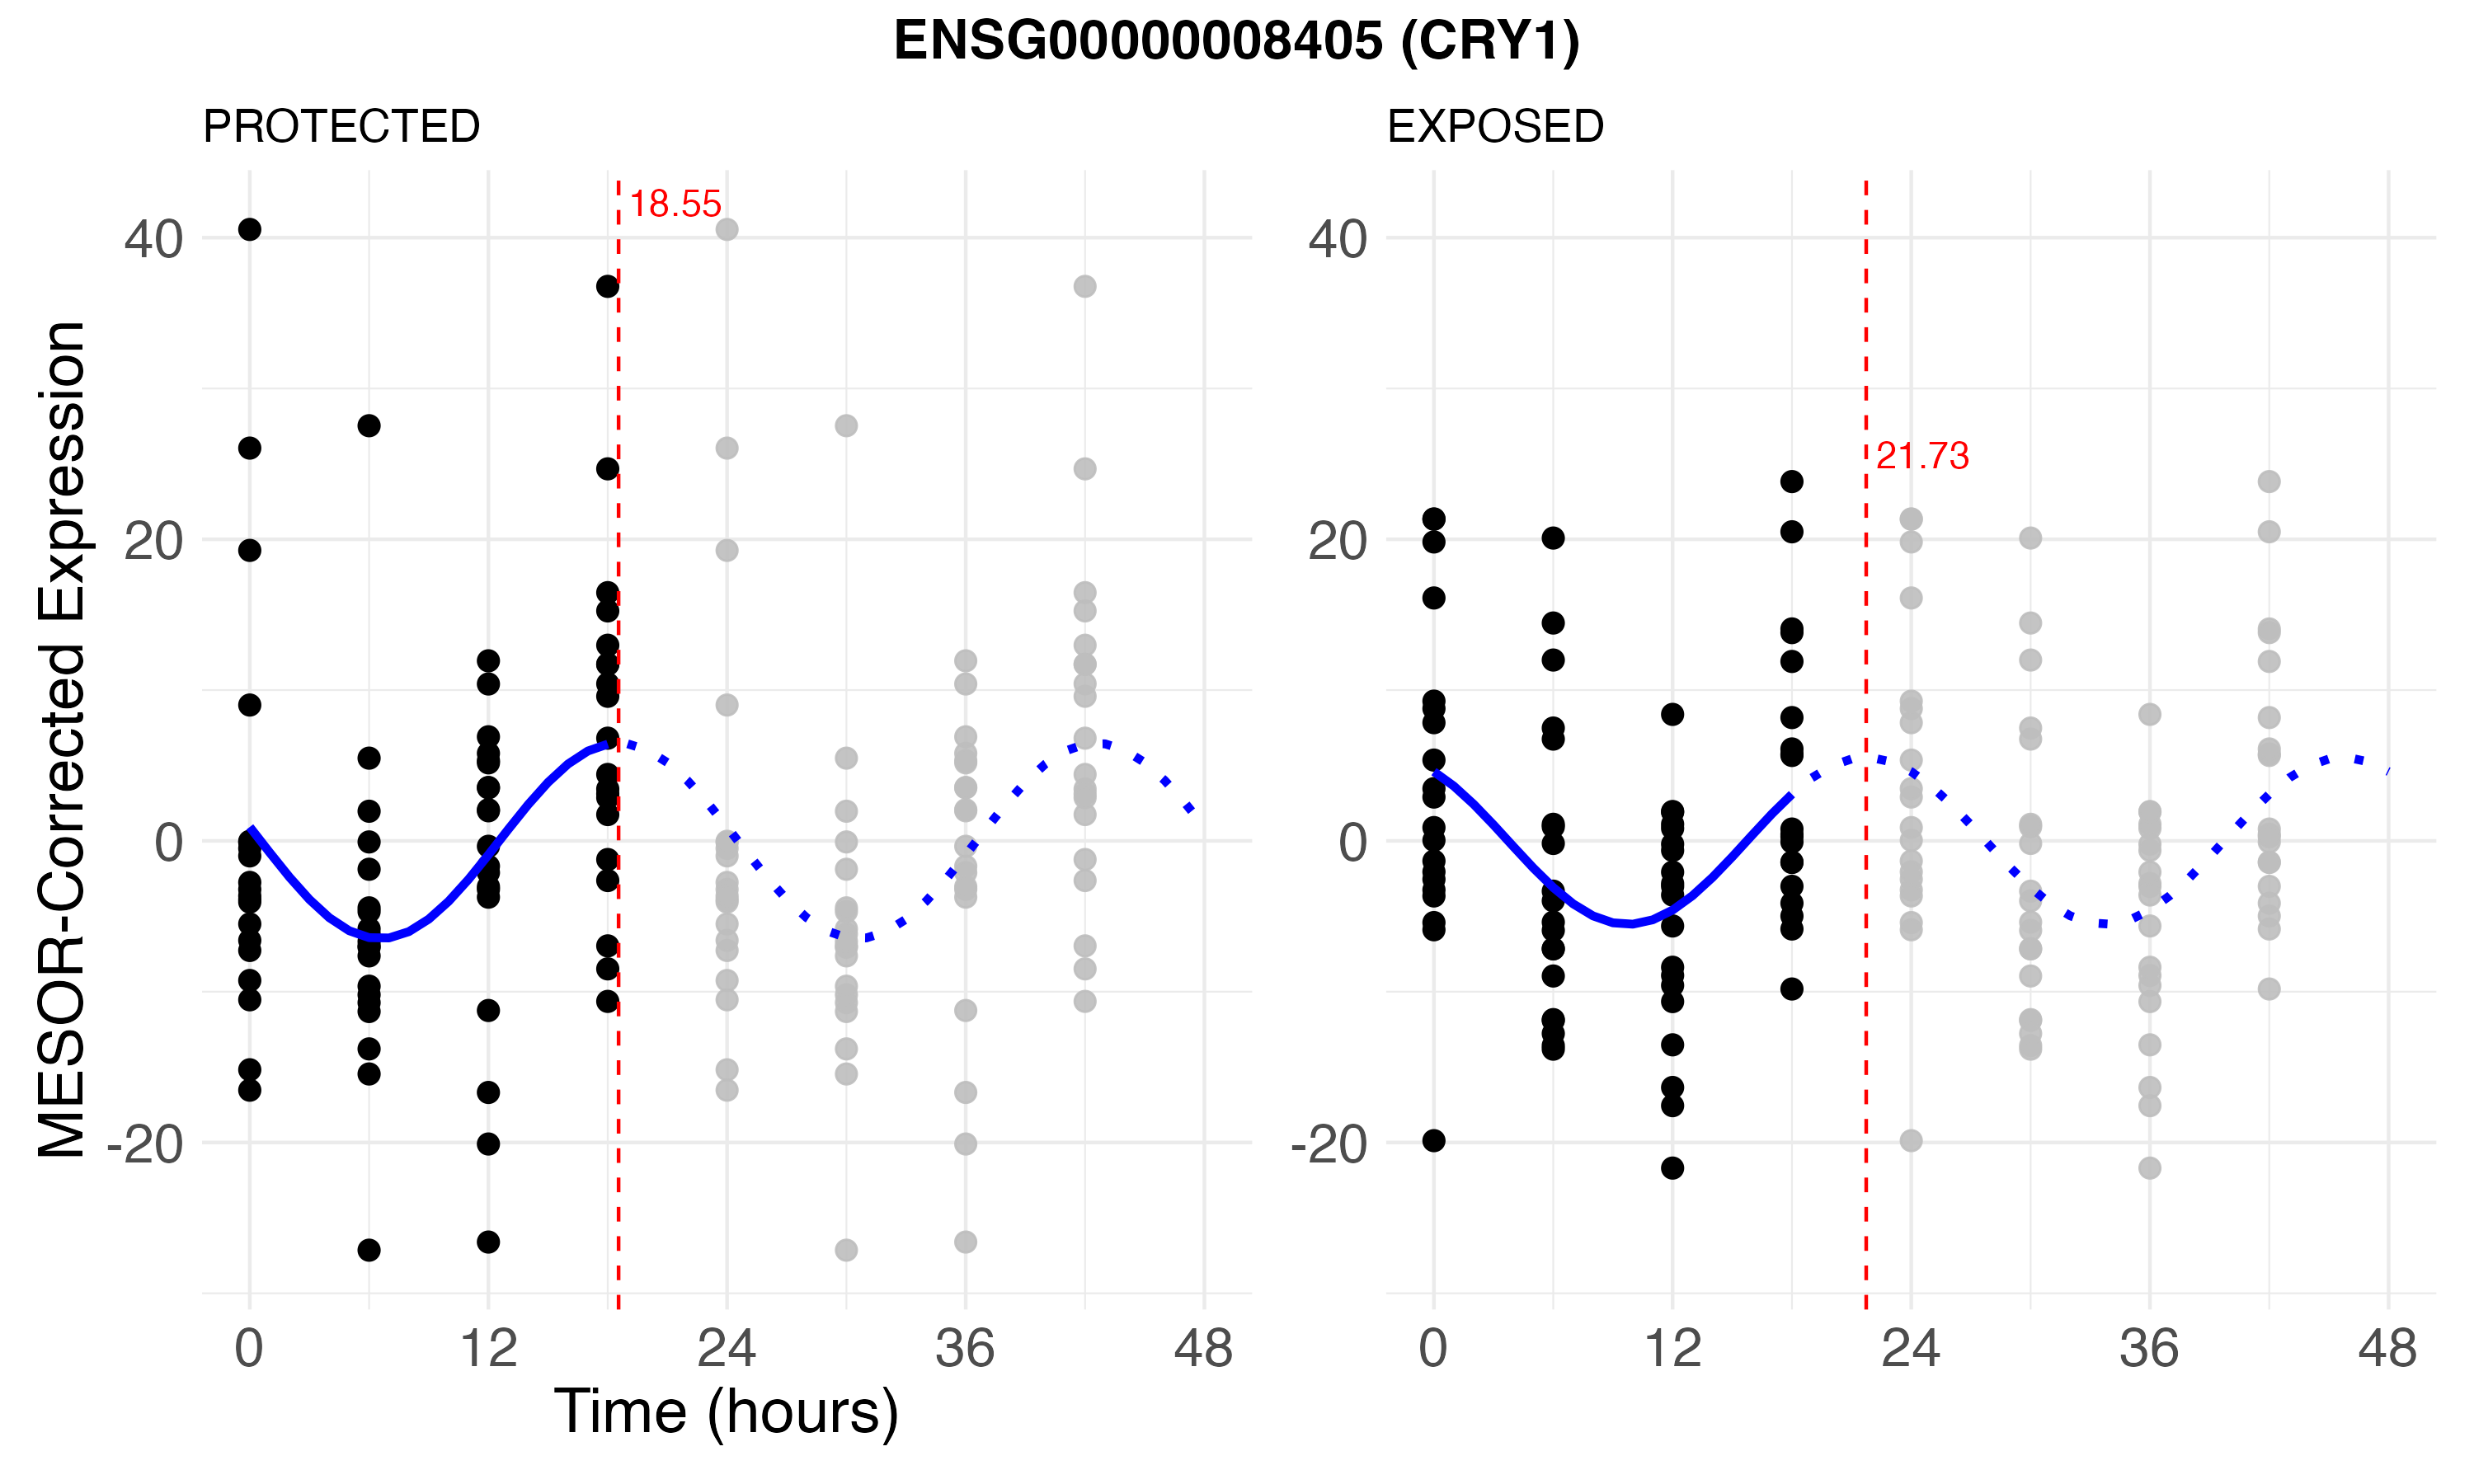 ENSG00000008405 (CRY1)
PROTECTED
EXPOSED
MESOR-Corrected Expression
40
20
0
-20
18.55
0 12 24 36 48
40
20
0
-20
21.73
0 12 24 36 48
Time (hours)